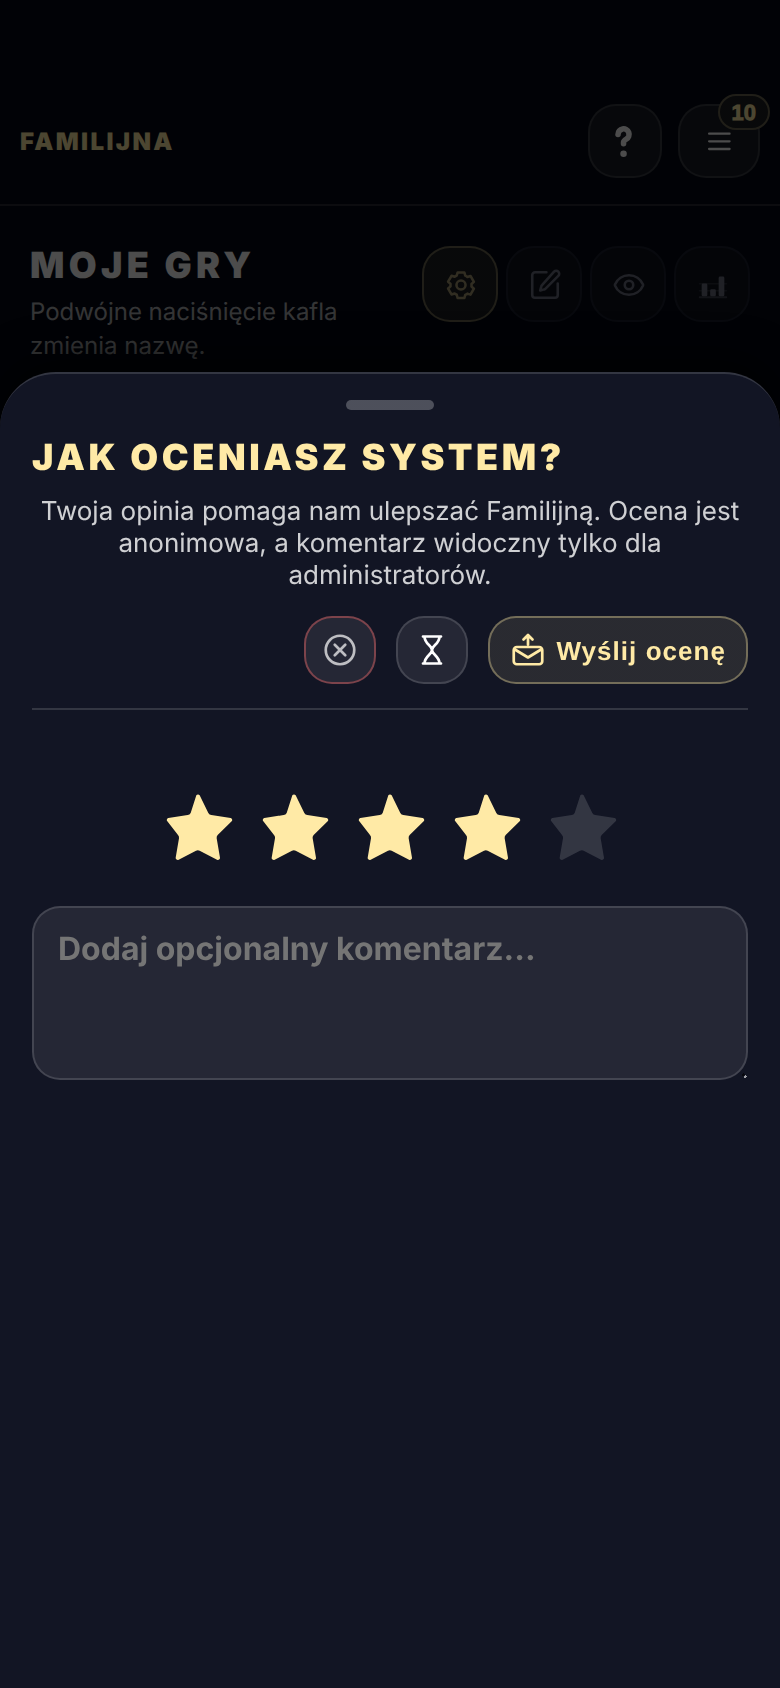 FAMILIJNA
?
10
MOJE GRY
Podwójne naciśnięcie kafla
zmienia nazwę.
JAK OCENIASZ SYSTEM?
Twoja opinia pomaga nam ulepszać Familijną. Ocena jest
anonimowa, a komentarz widoczny tylko dla
administratorów.
Wyślij ocenę
Dodaj opcjonalny komentarz...